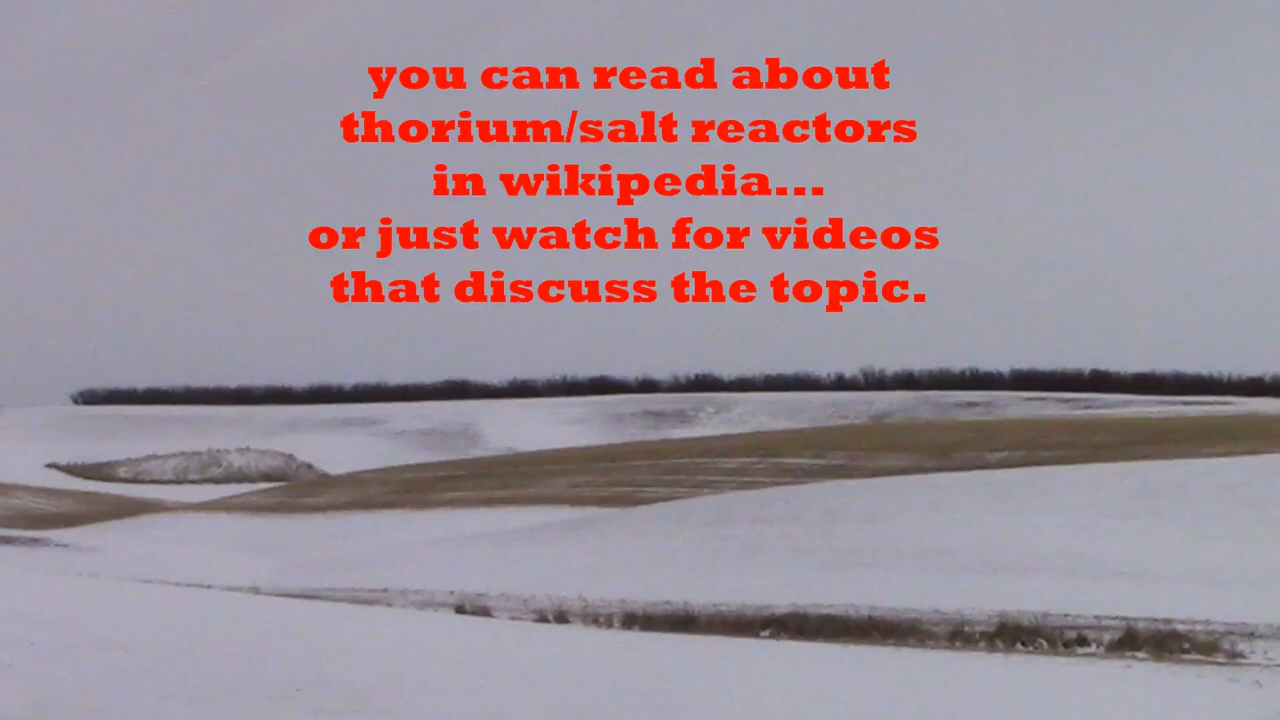 you can read about
thorium/salt reactors
in wikipedia...
or just watch for videos
that discuss the topic.